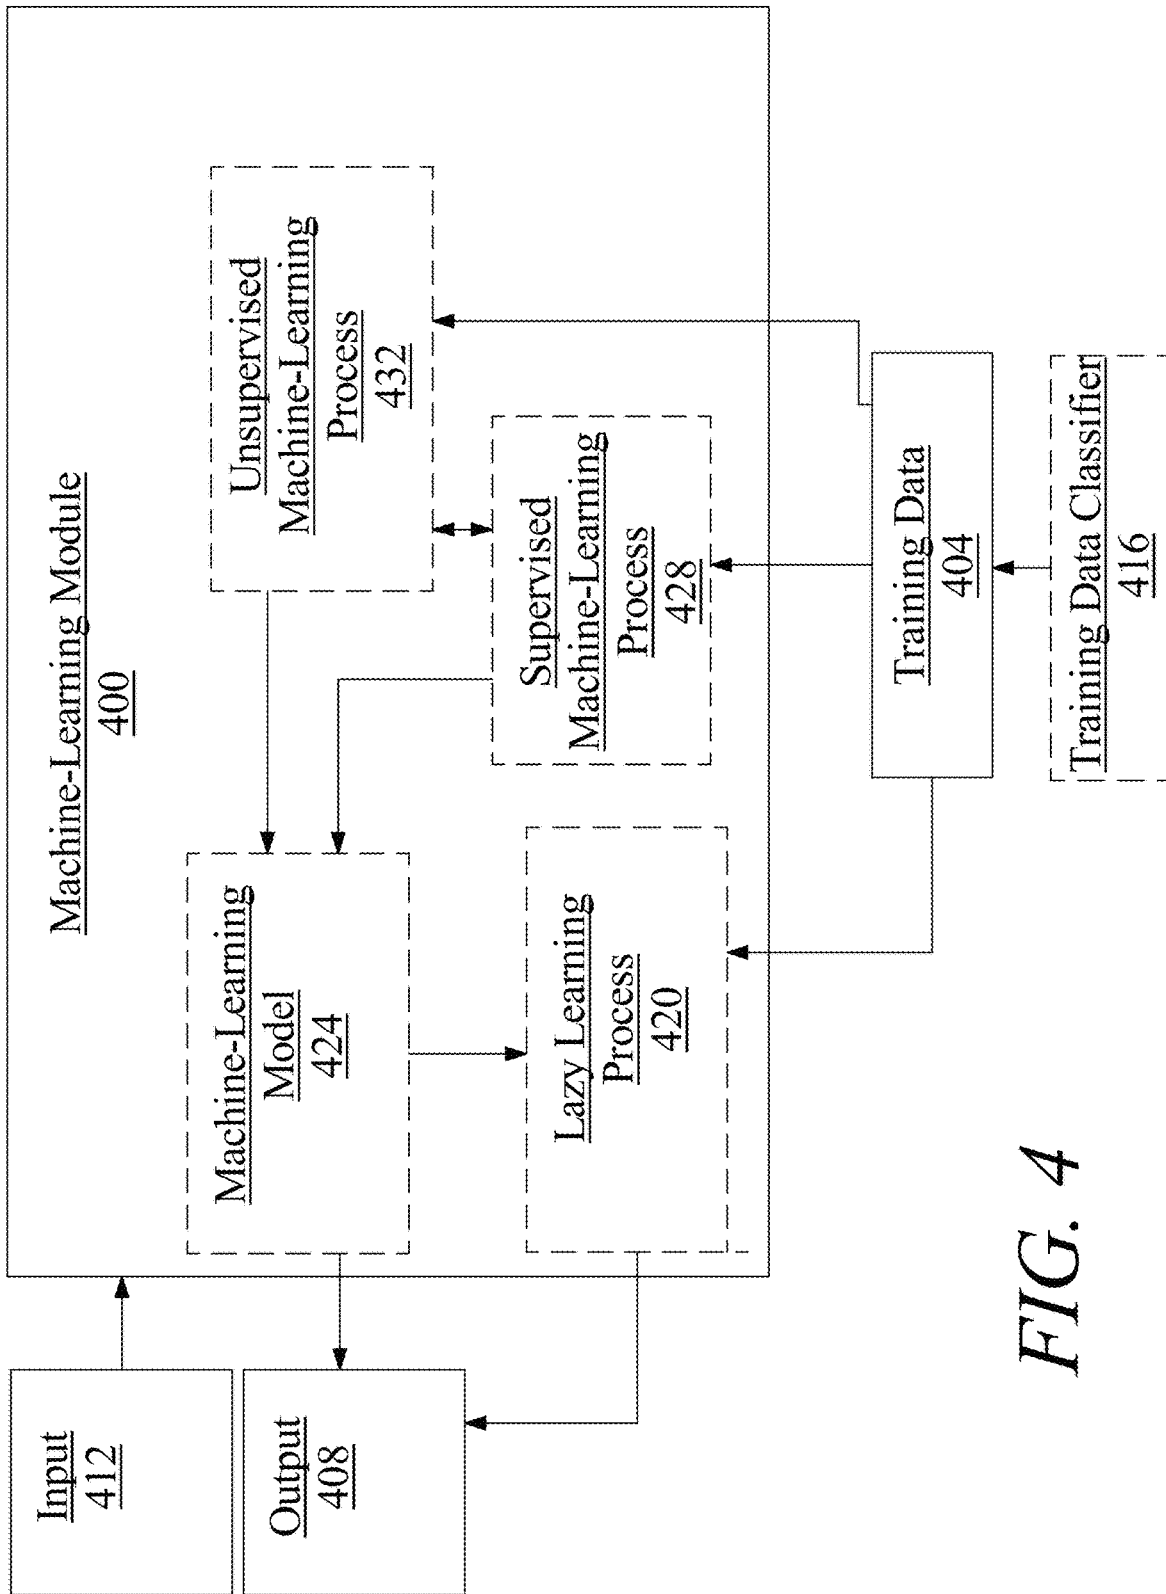 Machine-Learning Module
400
Input
412
Output
408
Machine-Learning
Model
424
Unsupervised
Machine-Learning
Process
432
Lazy Learning
Process
420
Supervised
Machine-Learning
Process
428
Training Data
404
Training Data Classifier
416
FIG. 4